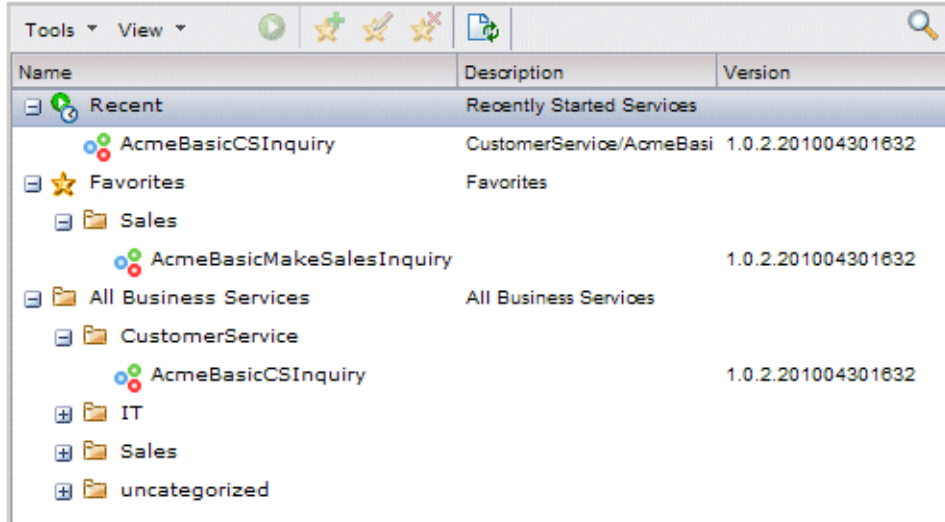 Tools View
Name Description Version
Recent Recently Started Services
AcmeBasicCSInquiry CustomerService/AcmeBasi 1.0.2.201004301632
Favorites Favorites
Sales
AcmeBasicMakeSalesInquiry 1.0.2.201004301632
All Business Services All Business Services
CustomerService
AcmeBasicCSInquiry 1.0.2.201004301632
IT
Sales
uncategorized